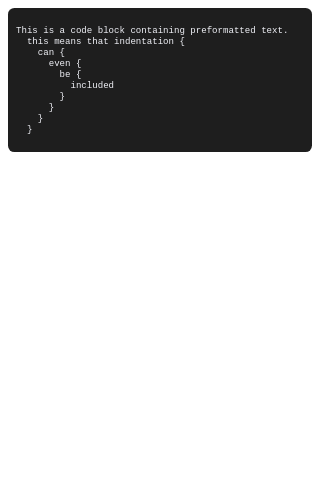 This is a code block containing preformatted text.
  this means that indentation {
    can {
      even {
        be {
          included
        }
      }
    }
  }